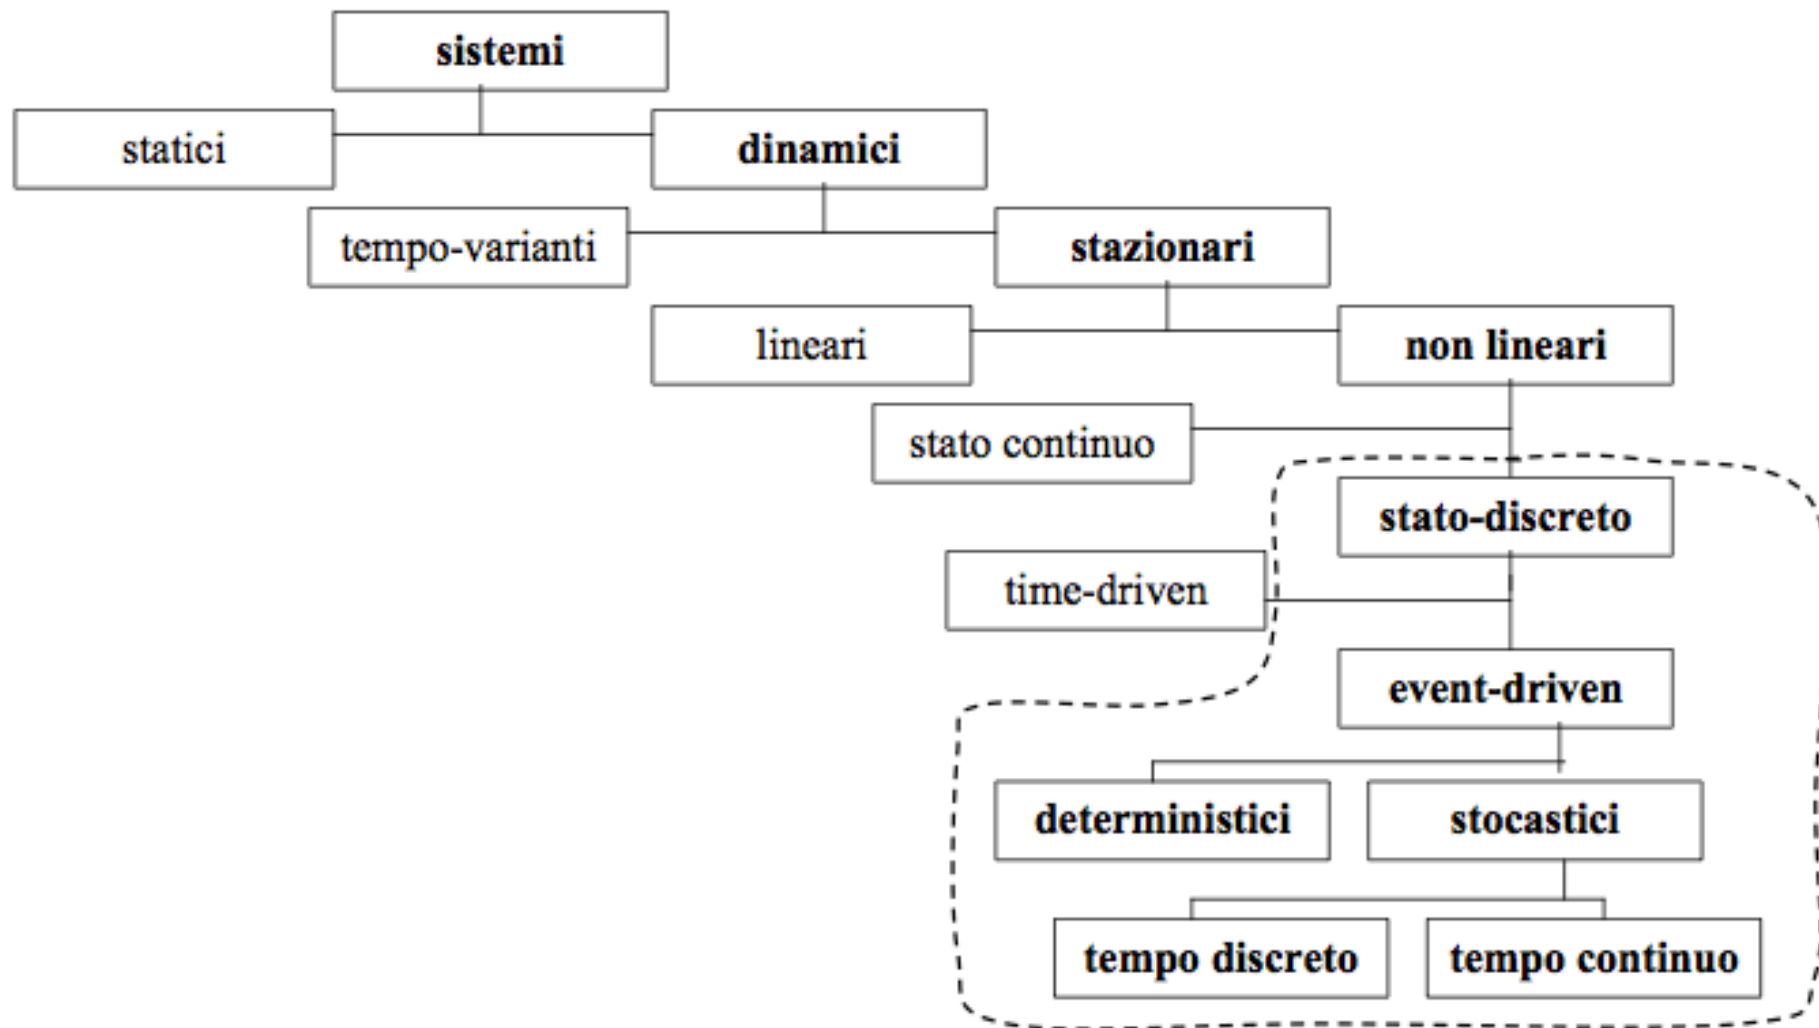 sistemi
statici
dinamici
tempo-varianti
stazionari
lineari
non lineari
stato continuo
stato-discreto
time-driven
event-driven
deterministici
stocastici
tempo discreto
tempo continuo